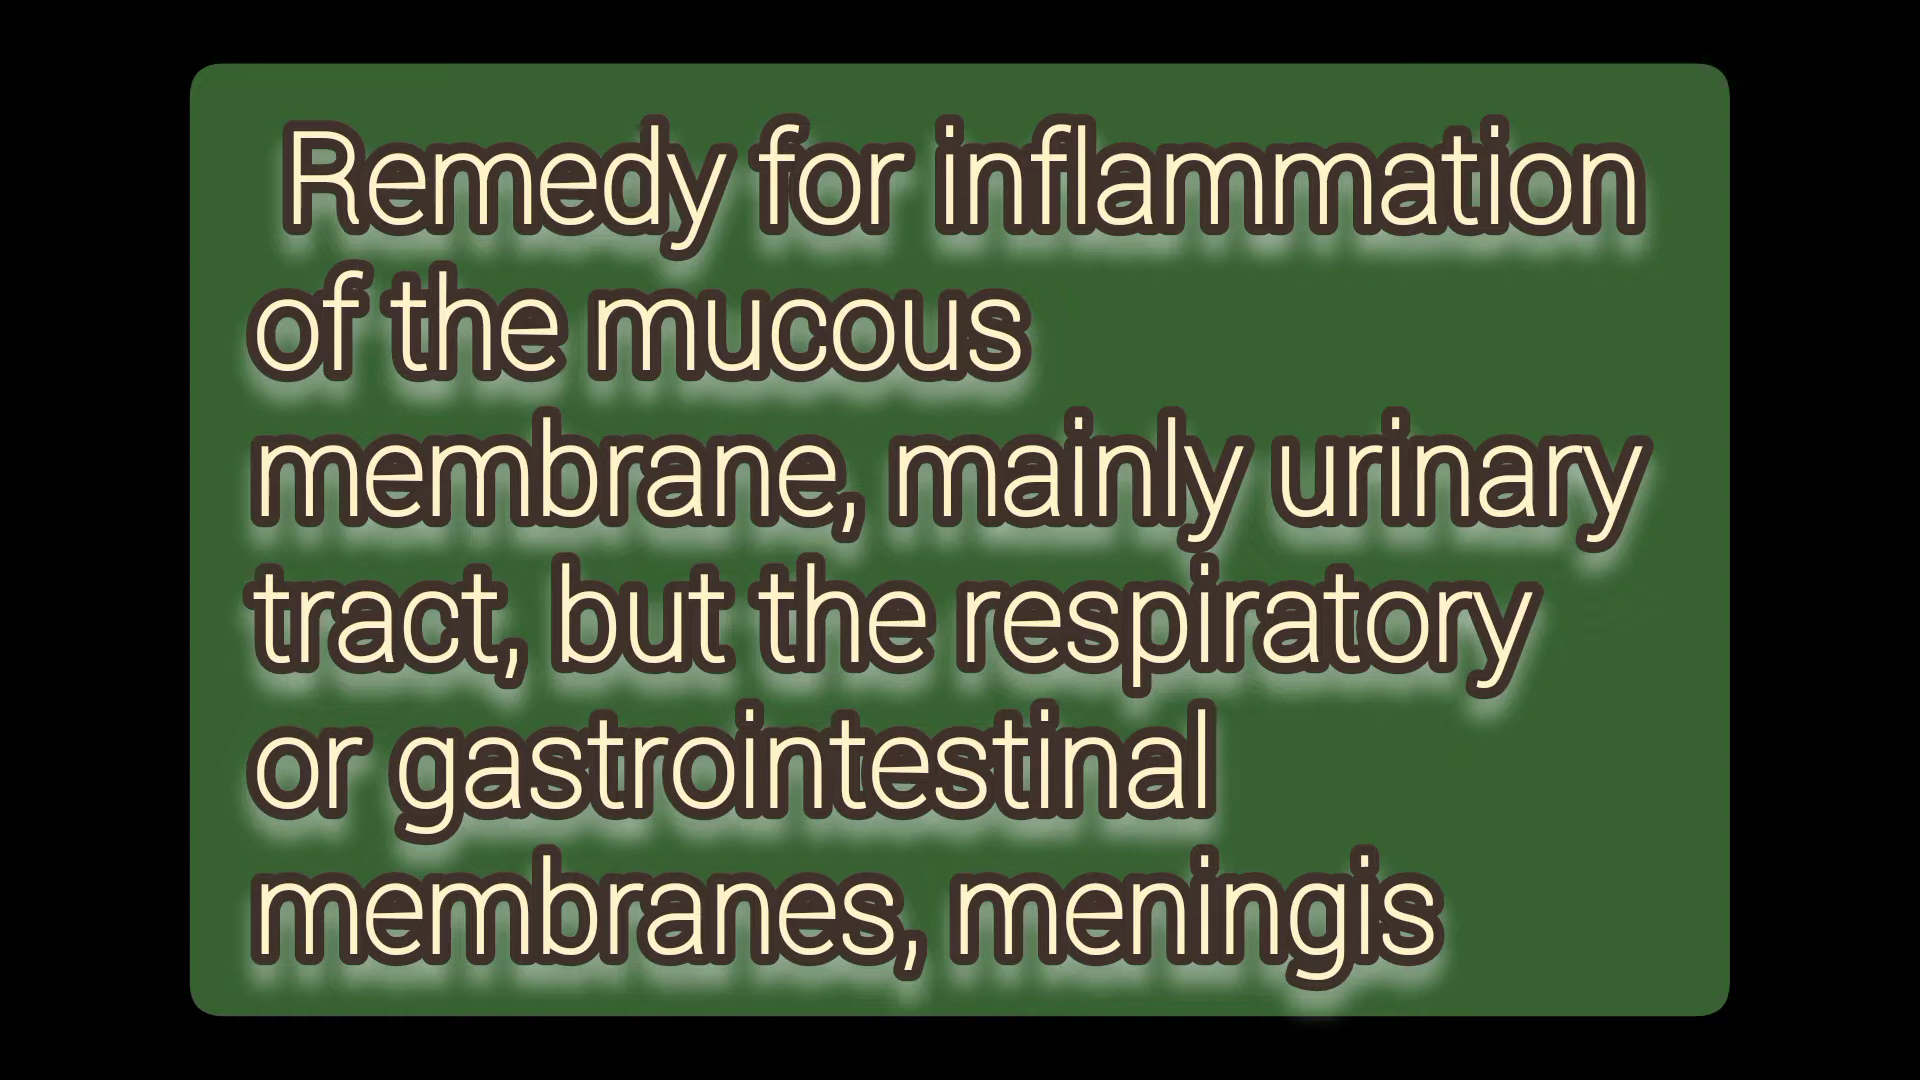 Remedy for inflammation
of the mucous
membrane, mainly urinary
tract, but the respiratory
or gastrointestinal
membranes, meningis